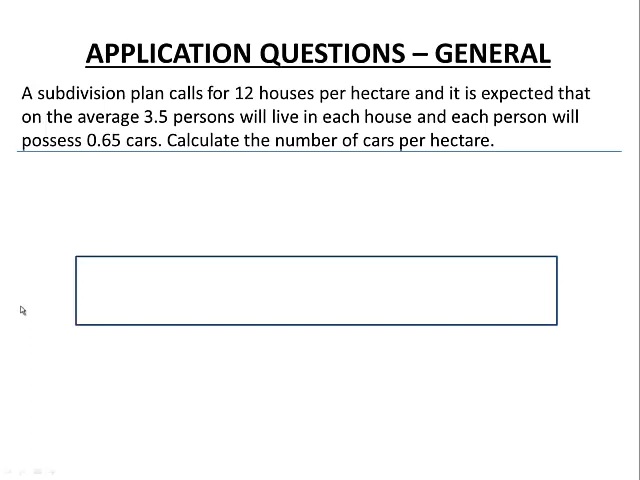 APPLICATION QUESTIONS – GENERAL
A subdivision plan calls for 12 houses per hectare and it is expected that
on the average 3.5 persons will live in each house and each person will
possess 0.65 cars. Calculate the number of cars per hectare.